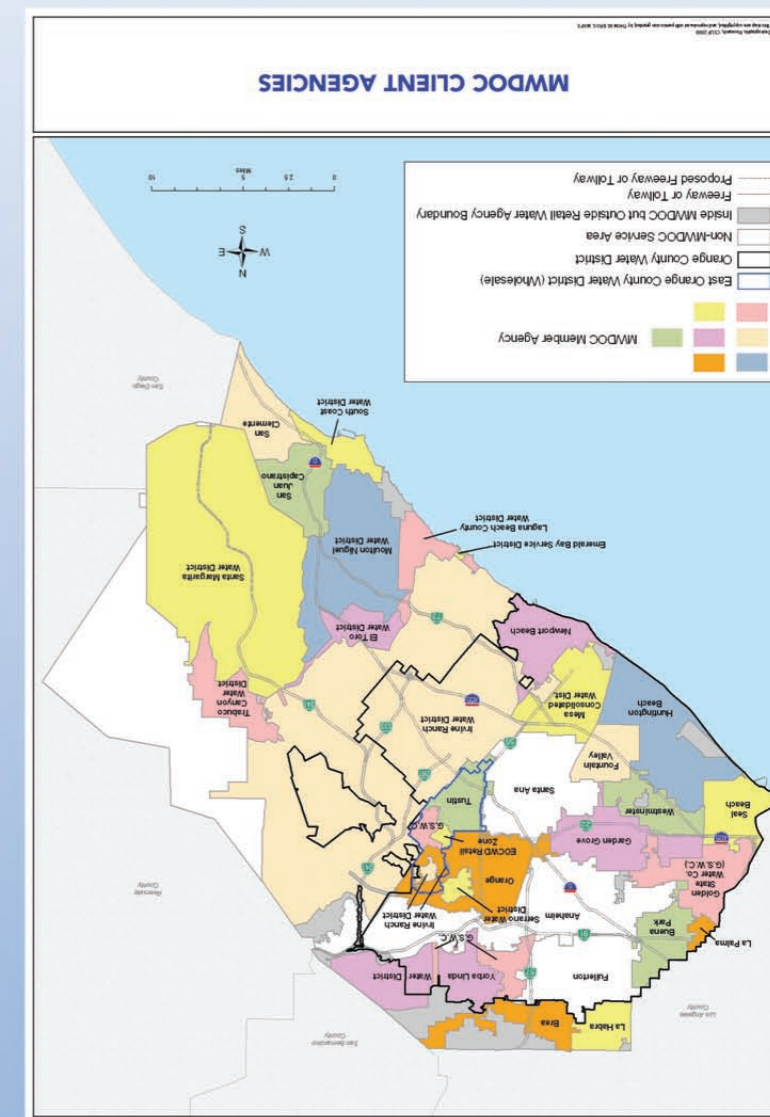 La Habra
Brea
San Bernardino
County
Los Angeles
County
Fullerton
Yorba Linda
Water
District
G.S.W.C.
La Palma
Buena
Park
Anaheim
Serrano Water
District
Irvine Ranch
Water District
Riverside
County
Golden
State
Water Co.
(G.S.W.C.)
Orange
Garden Grove
EOCWD Retail
Zone
G.S.W.C.
Seal
Beach
Westminster
Santa Ana
Tustin
Fountain
Valley
Huntington
Beach
Mesa
Consolidated
Water Dist.
Irvine Ranch
Water District
Trabuco
Canyon
Water
District
Newport Beach
El Toro
Water District
Santa Margarita
Water District
Emerald Bay Service District
Laguna Beach County
Water District
Moulton Niguel
Water District
San
Juan
Capistrano
South Coast
Water District
San
Clemente
San Diego
County
MWDOC Member Agency
East Orange County Water District (Wholesale)
Orange County Water District
Non-MWDOC Service Area
Inside MWDOC but Outside Retail Water Agency Boundary
Freeway or Tollway
Proposed Freeway or Tollway
N
W
E
S
0
2.5
5
10
Miles
MWDOC CLIENT AGENCIES